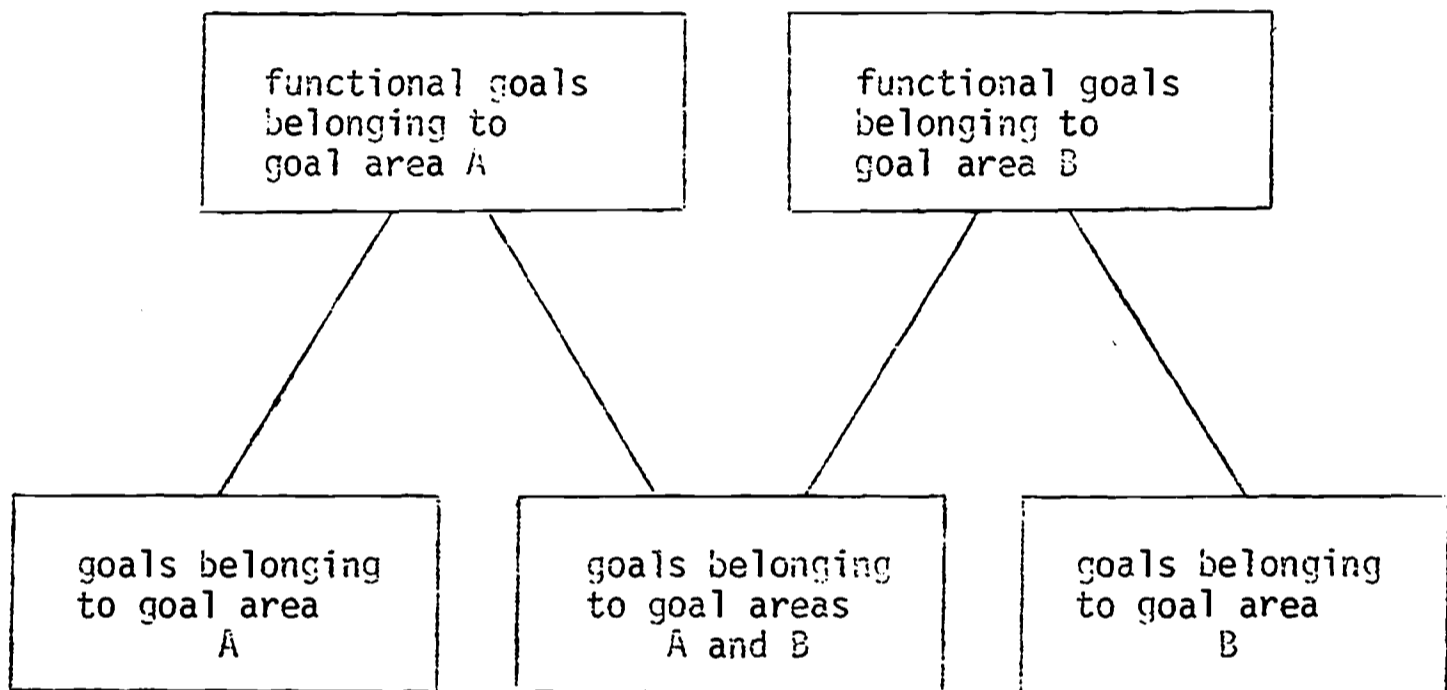 functional goals
belonging to
goal area A
functional goals
belonging to
goal area B
goals belonging
to goal area
A
goals belonging
to goal areas
A and B
goals belonging
to goal area
B